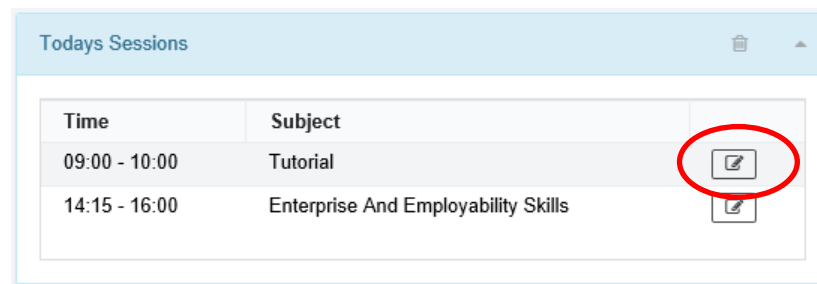 Todays Sessions
Time Subject
09:00 - 10:00 Tutorial
14:15 - 16:00 Enterprise And Employability Skills